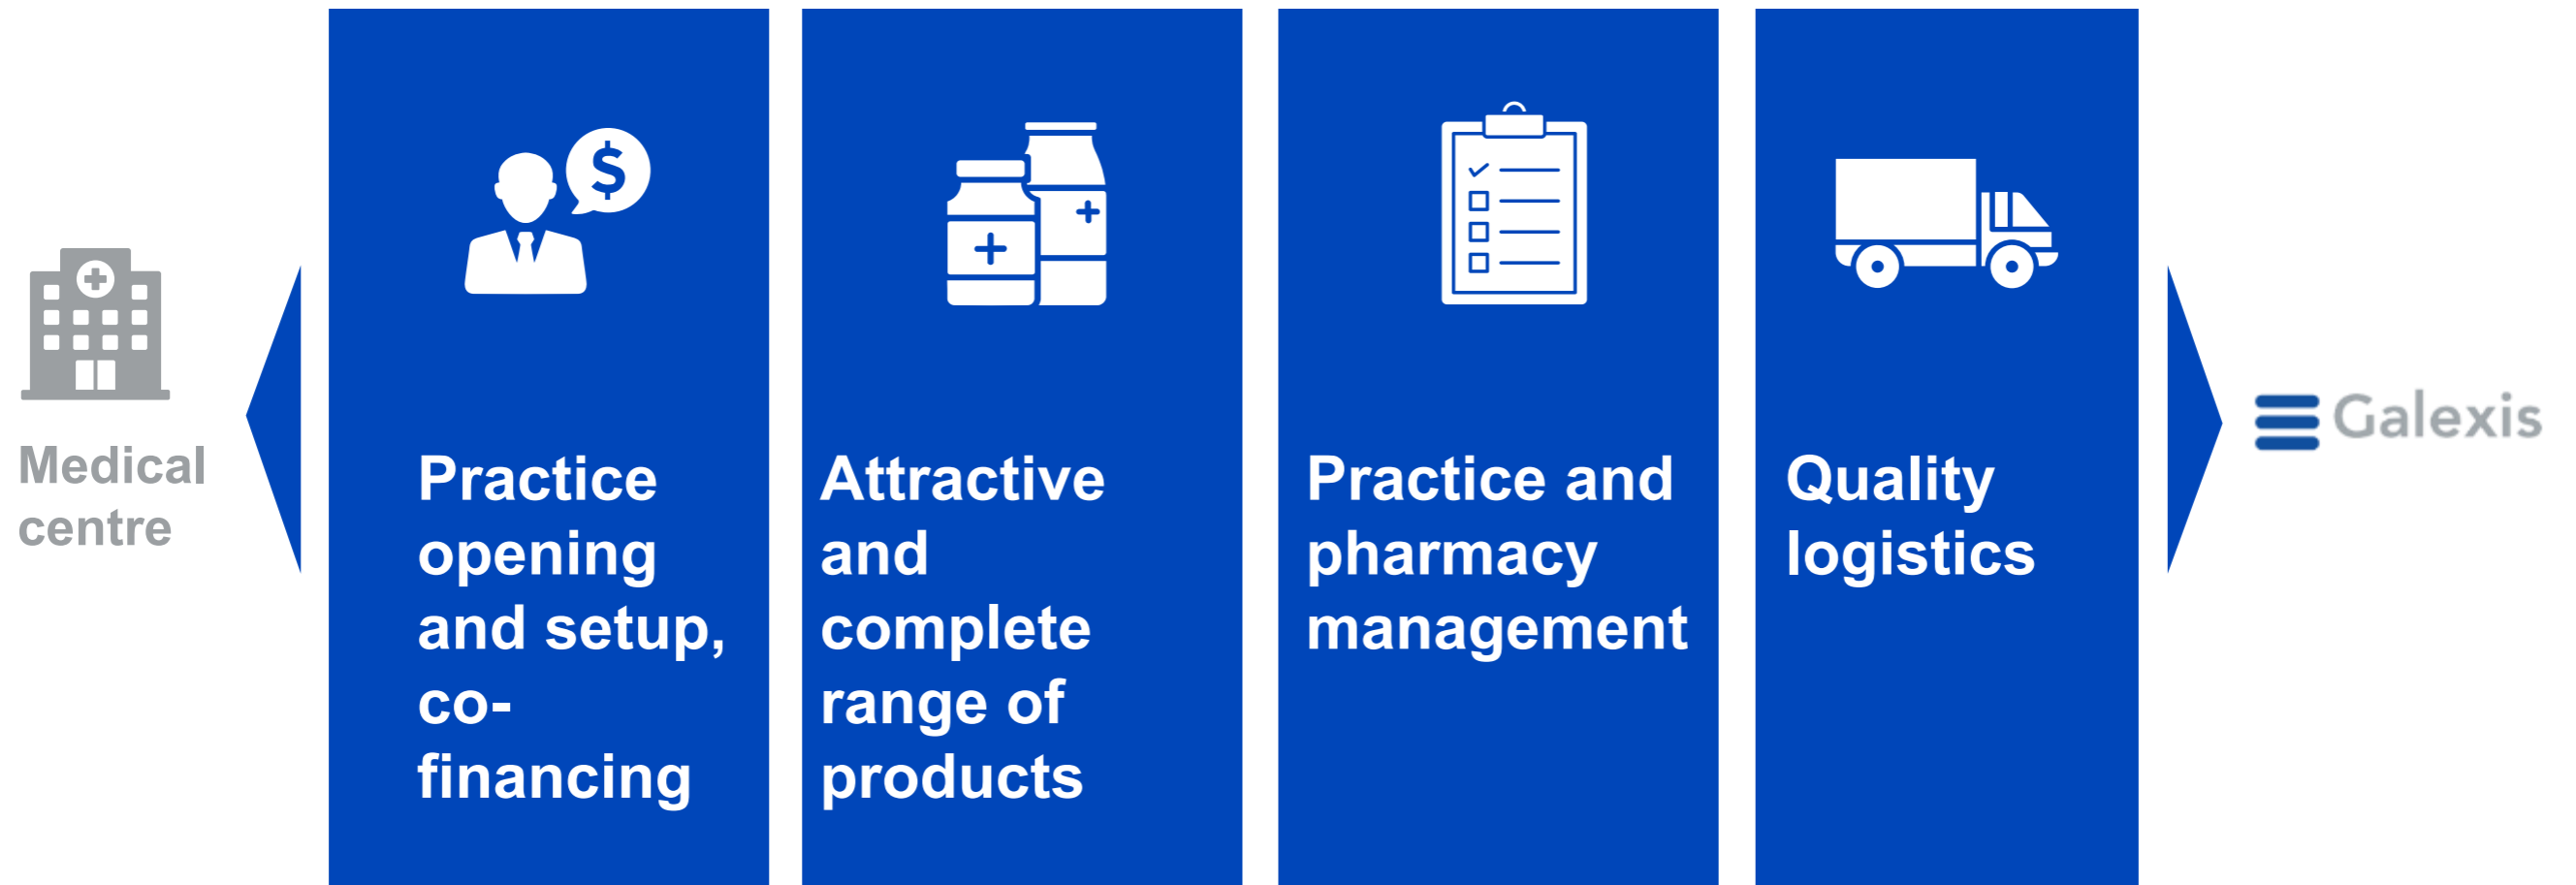 Medical
centre
Practice
opening
and setup,
co-
financing
Attractive
and
complete
range of
products
Practice and
pharmacy
management
Quality
logistics
Galexis